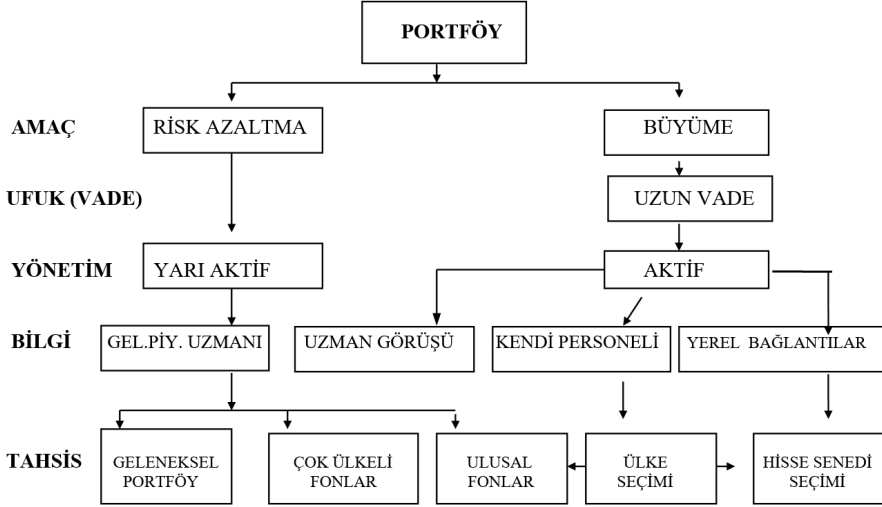 PORTFÖY
AMAÇ
RİSK AZALTMA
BÜYÜME
UFUK (VADE)
UZUN VADE
YÖNETİM
YARI AKTİF
AKTİF
BİLGİ
GEL.PİY. UZMANI
UZMAN GÖRÜŞÜ
KENDİ PERSONELİ
YEREL BAĞLANTILAR
TAHSİS
GELENEKSEL
PORTFÖY
ÇOK ÜLKELİ
FONLAR
ULUSAL
FONLAR
ÜLKE
SEÇİMİ
HİSSE SENEDİ
SEÇİMİ